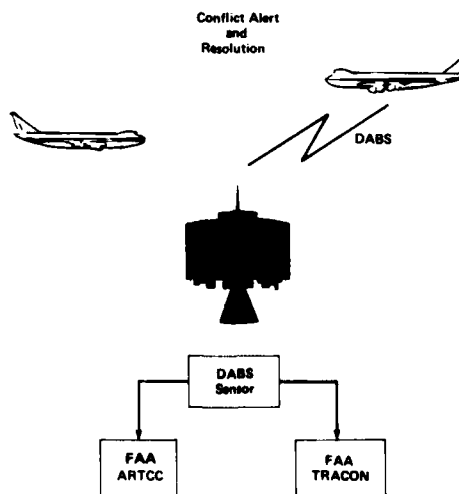 Conflict Alert
and
Resolution
DABS
DABS
Sensor
FAA
ARTCC
FAA
TRACON